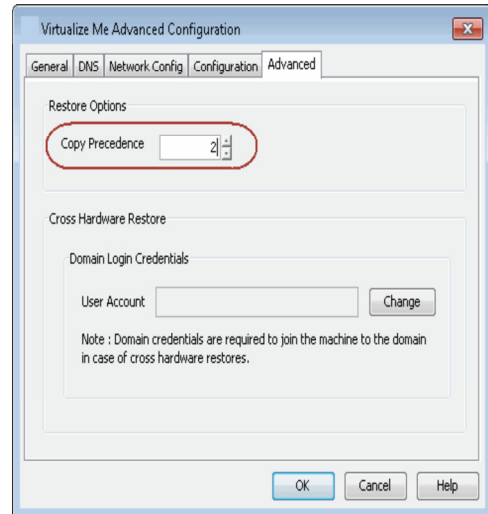 Virtualize Me Advanced Configuration
General DNS Network Config Configuration Advanced
Restore Options
Copy Precedence 2
Cross Hardware Restore
Domain Login Credentials
User Account Change
Note : Domain credentials are required to join the machine to the domain
in case of cross hardware restores.
OK Cancel Help